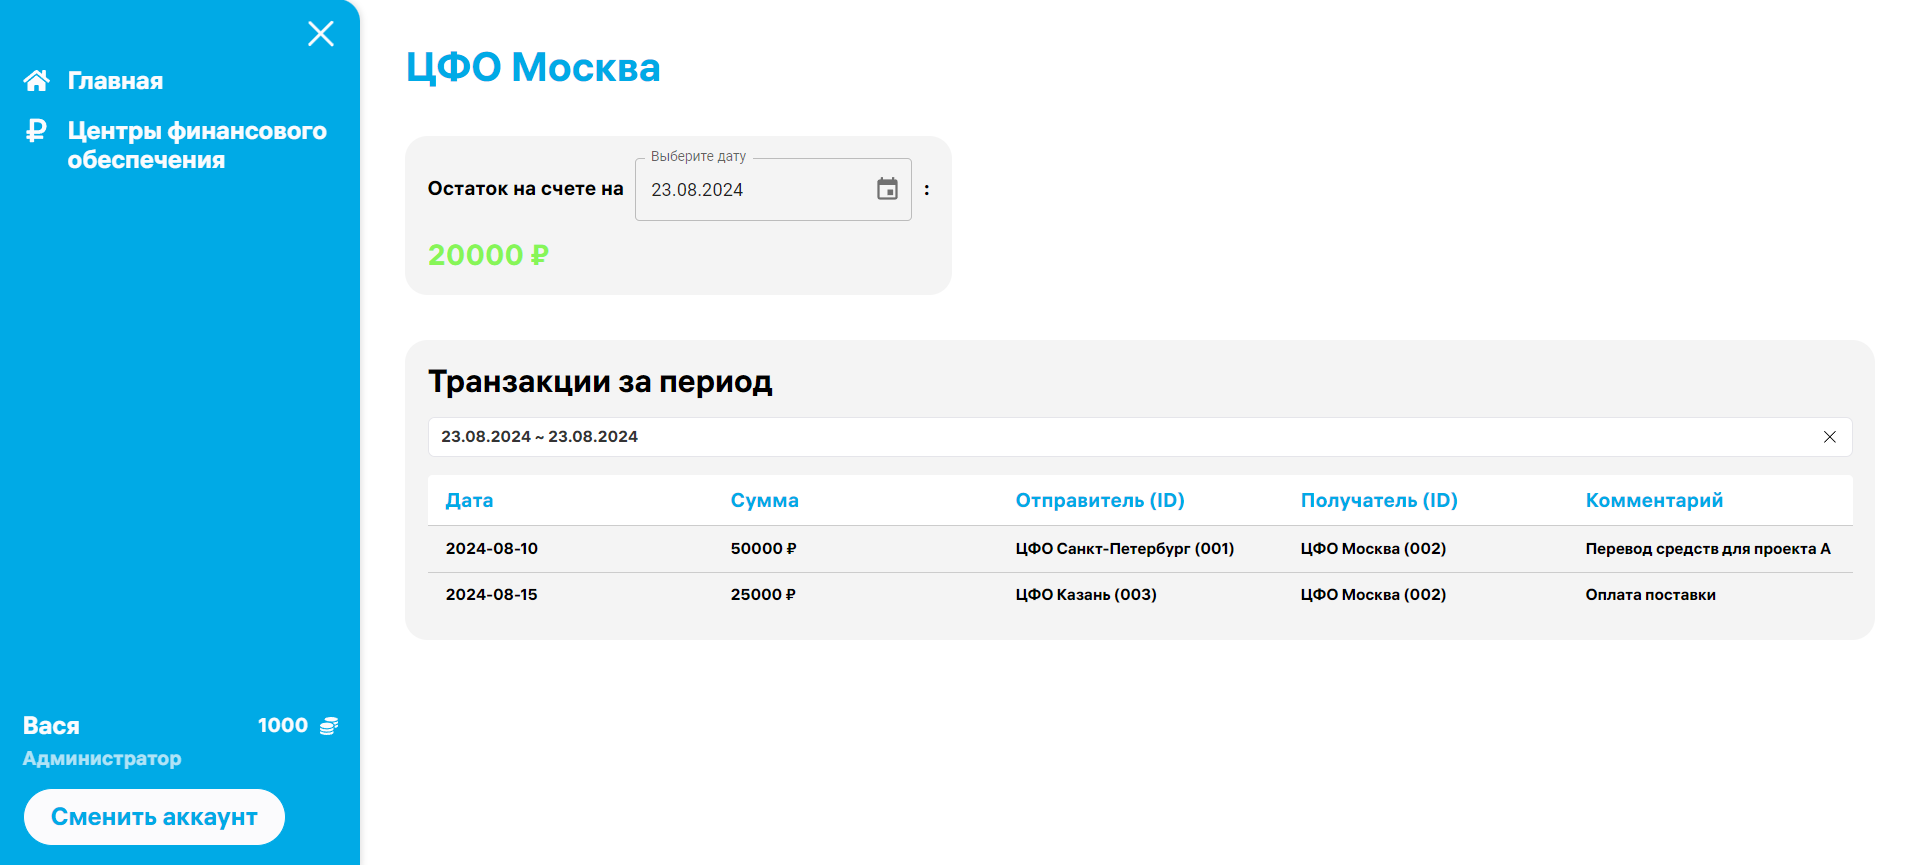 Главная
Центры финансового
обеспечения
Вася
1000
Администратор
Сменить аккаунт
ЦФО Москва
Выберите дату
Остаток на счете на 23.08.2024 :
20000 ₽
Транзакции за период
23.08.2024 ~ 23.08.2024
Дата Сумма Отправитель (ID) Получатель (ID) Комментарий
2024-08-10 50000 ₽ ЦФО Санкт-Петербург (001) ЦФО Москва (002) Перевод средств для проекта А
2024-08-15 25000 ₽ ЦФО Казань (003) ЦФО Москва (002) Оплата поставки